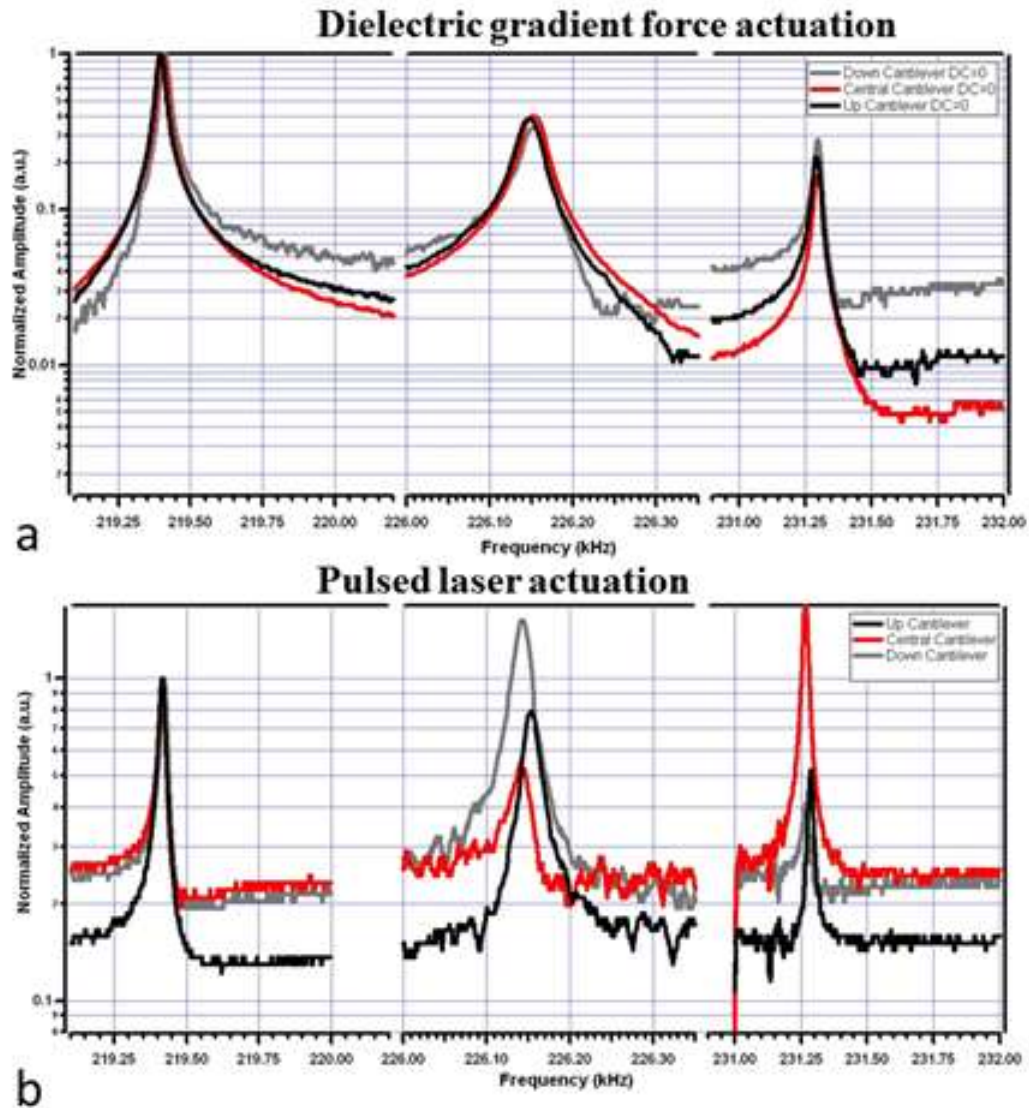 Dielectric gradient force actuation
1
Down Cantilever DC=0
Central Cantilever DC=0
Up Cantilever DC=0
Normalized Amplitude (a.u.)
0.1
0.01
219.25 219.50 219.75 220.00 226.00 226.10 226.20 226.30 231.00 231.25 231.50 231.75 232.00
a
Frequency (kHz)
Pulsed laser actuation
Up Cantilever
Central Cantilever
Down Cantilever
1
Normalized Amplitude (a.u.)
0.1
219.25 219.50 219.75 220.00 226.00 226.10 226.20 226.30 231.00 231.25 231.50 231.75 232.00
Frequency (kHz)
b